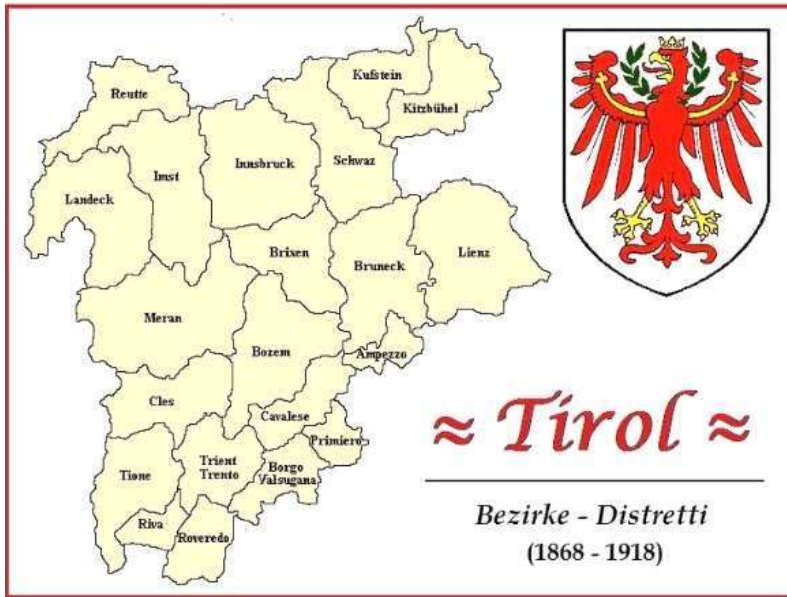 Kufstein
Reutte
Kitzbühel
Innsbruck
Schwaz
Imst
Landeck
Brixen
Lienz
Bruneck
Meran
Bozem
Ampezzo
Cles
Cavalese
Primiero
Trient
Trento
Borgo
Valsugana
Tione
Riva
Roveredo
≈ Tirol ≈
Bezirke - Distretti
(1868 - 1918)